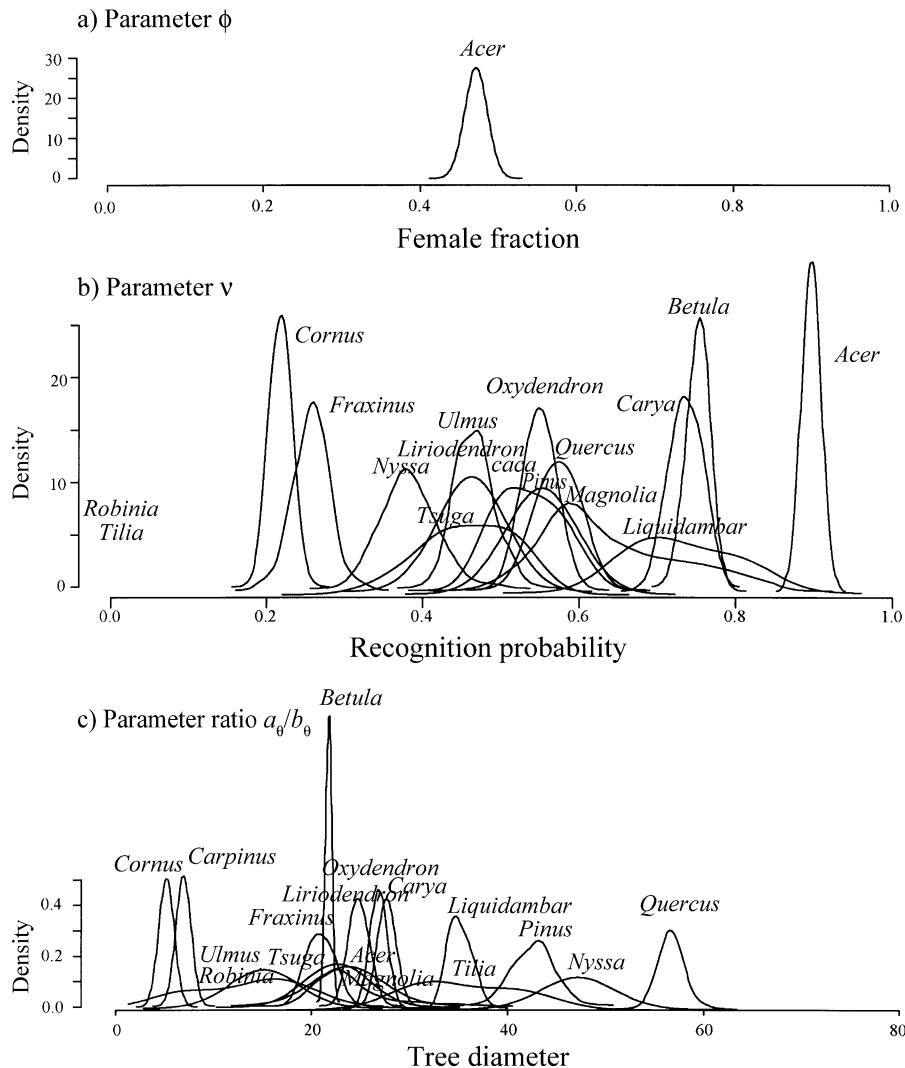 a) Parameter ϕ
Acer
30
20
10
0
Density
0.0 0.2 0.4 0.6 0.8 1.0
Female fraction
b) Parameter ν
Betula
Cornus
Acer
Oxydendron
Carya
Fraxinus
Ulmus
Quercus
Liriodendron
Nyssa
caca
Pinus
Magnolia
Robinia
Tilia
Tsuga
Liquidambar
20
10
0
Density
0.0 0.2 0.4 0.6 0.8 1.0
Recognition probability
Betula
c) Parameter ratio aθ/bθ
Cornus
Carpinus
Oxydendron
Liriodendron
Carya
Fraxinus
Liquidambar
Quercus
Pinus
Ulmus
Tsuga
Acer
Tilia
Nyssa
Robinia
Magnolia
0.4
0.2
0.0
Density
0 20 40 60 80
Tree diameter